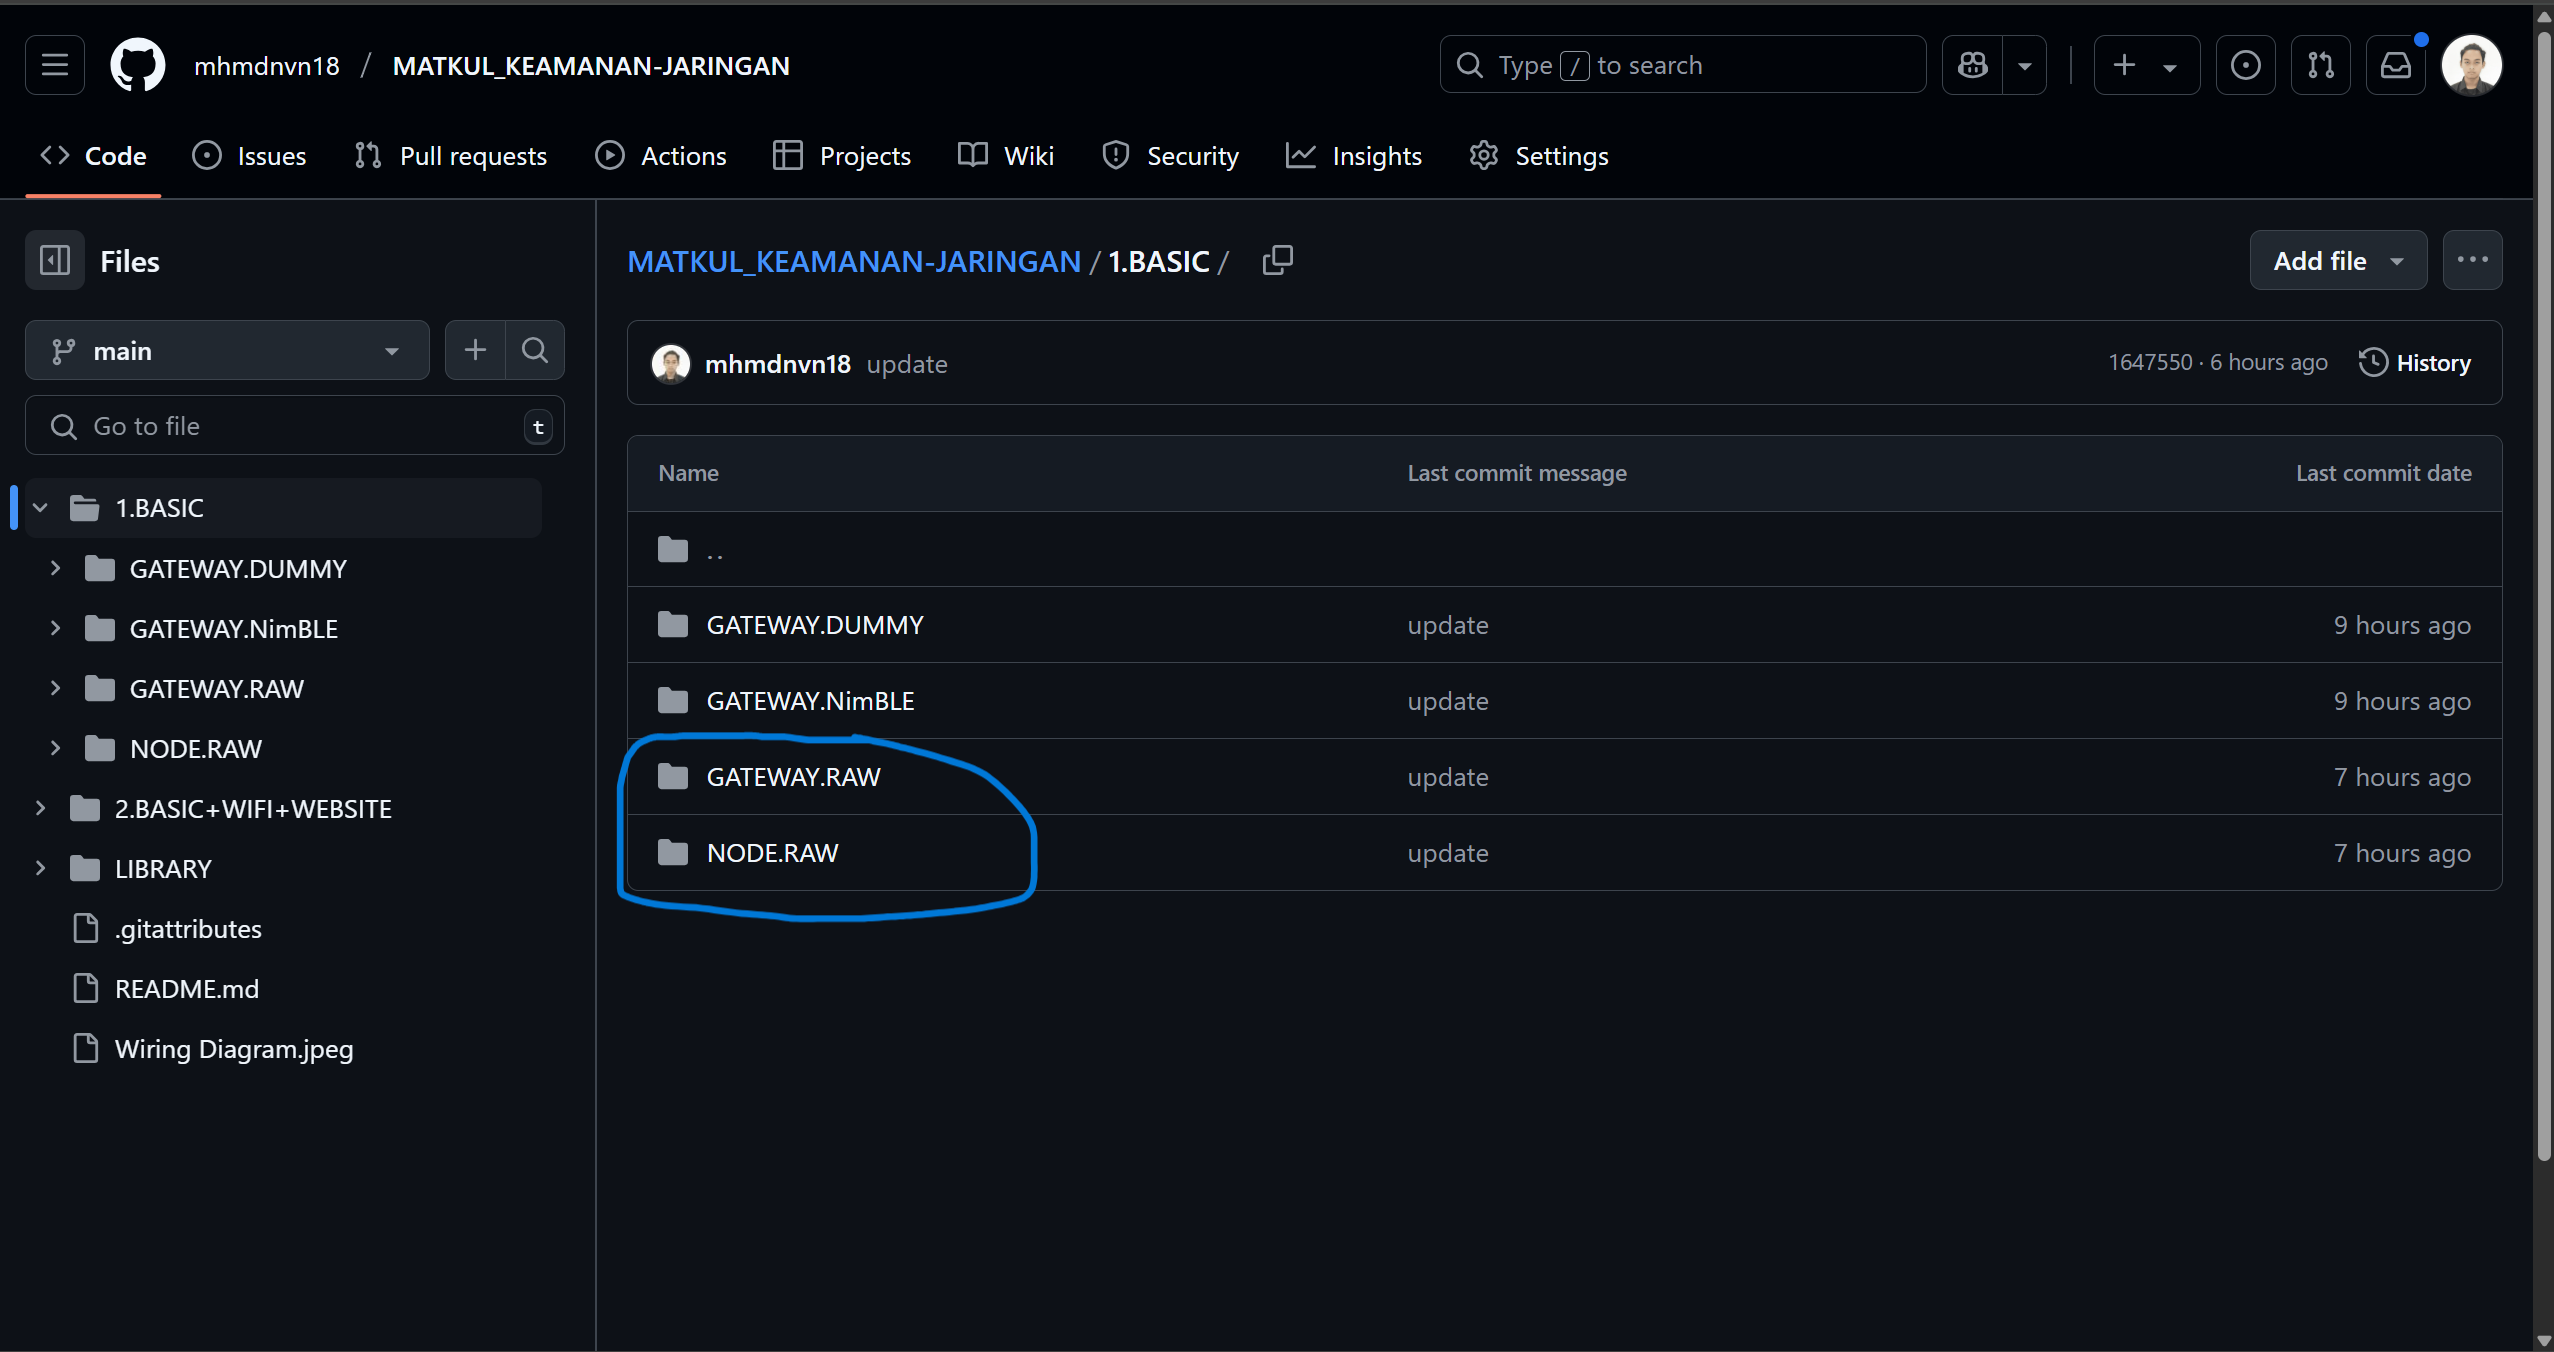 mhmdnvn18 / MATKUL_KEAMANAN-JARINGAN
Type / to search
Code Issues Pull requests Actions Projects Wiki Security Insights Settings
Files
main
Go to file t
1.BASIC
GATEWAY.DUMMY
GATEWAY.NimBLE
GATEWAY.RAW
NODE.RAW
2.BASIC+WIFI+WEBSITE
LIBRARY
.gitattributes
README.md
Wiring Diagram.jpeg
MATKUL_KEAMANAN-JARINGAN / 1.BASIC /
Add file
mhmdnvn18 update 1647550 · 6 hours ago History
Name Last commit message Last commit date
..
GATEWAY.DUMMY update 9 hours ago
GATEWAY.NimBLE update 9 hours ago
GATEWAY.RAW update 7 hours ago
NODE.RAW update 7 hours ago